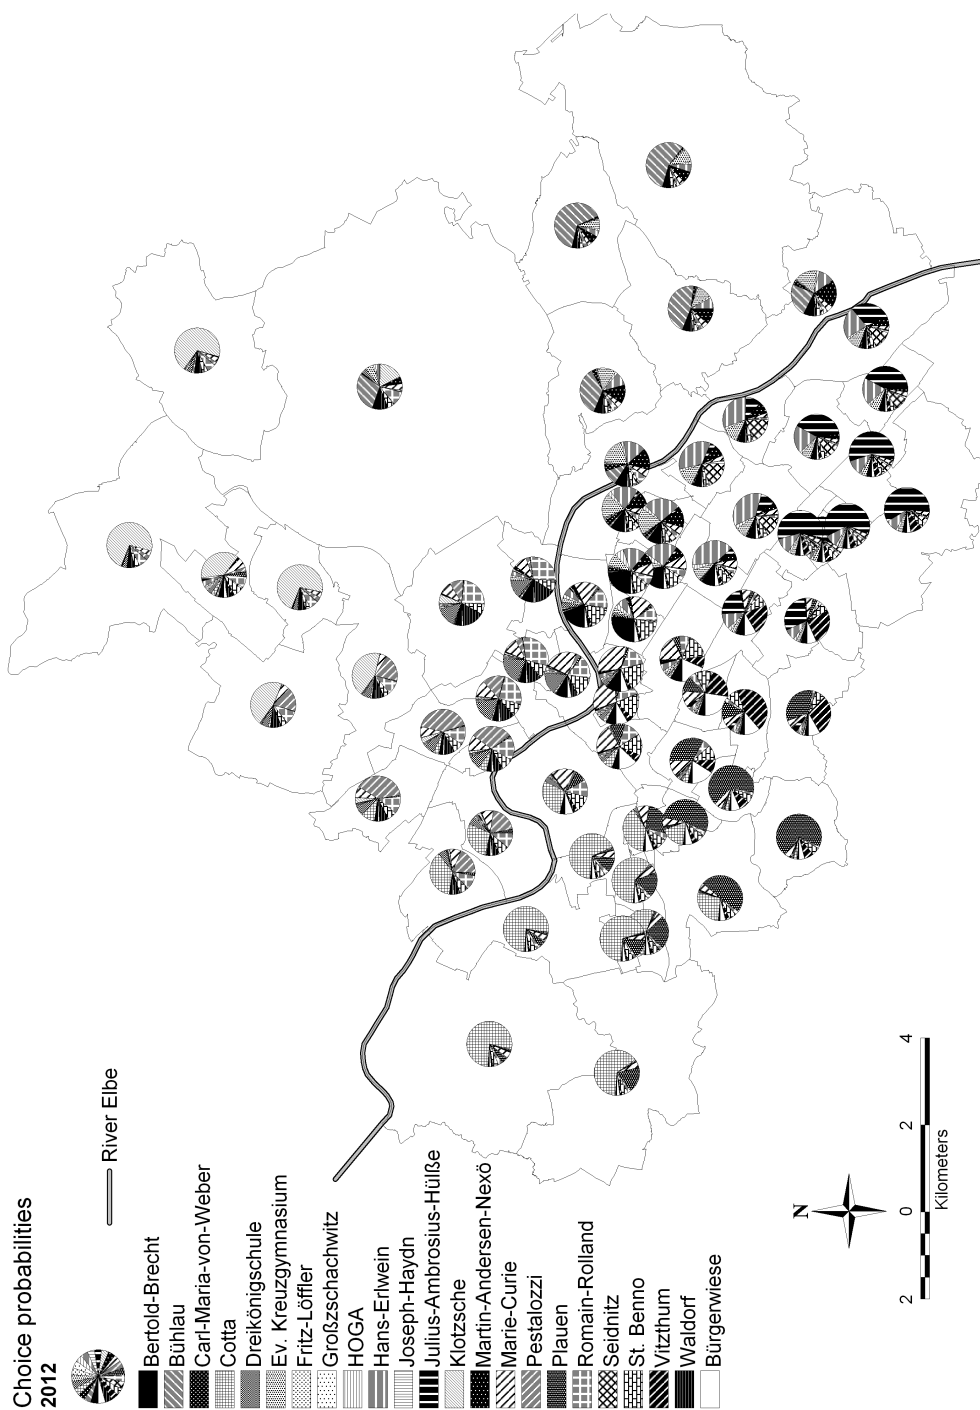 Choice probabilities
2012
River Elbe
Bertold-Brecht
Bühlau
Carl-Maria-von-Weber
Cotta
Dreikönigschule
Ev. Kreuzgymnasium
Fritz-Löffler
Großzschachwitz
HOGA
Hans-Erlwein
Joseph-Haydn
Julius-Ambrosius-Hülße
Klotzsche
Martin-Andersen-Nexö
Marie-Curie
Pestalozzi
Plauen
Romain-Rolland
Seidnitz
St. Benno
Vitzthum
Waldorf
Bürgerwiese
N
2 0 2 4
Kilometers